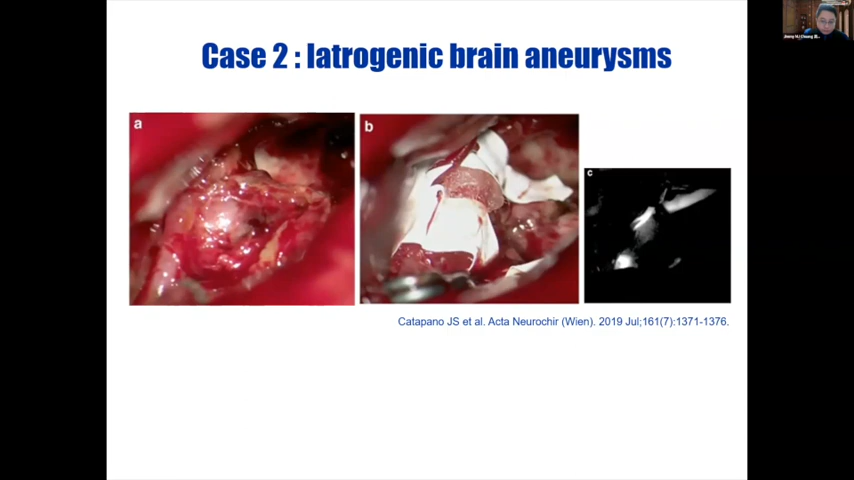 Case 2 : Iatrogenic brain aneurysms
a
b
c
Catapano JS et al. Acta Neurochir (Wien). 2019 Jul;161(7):1371-1376.